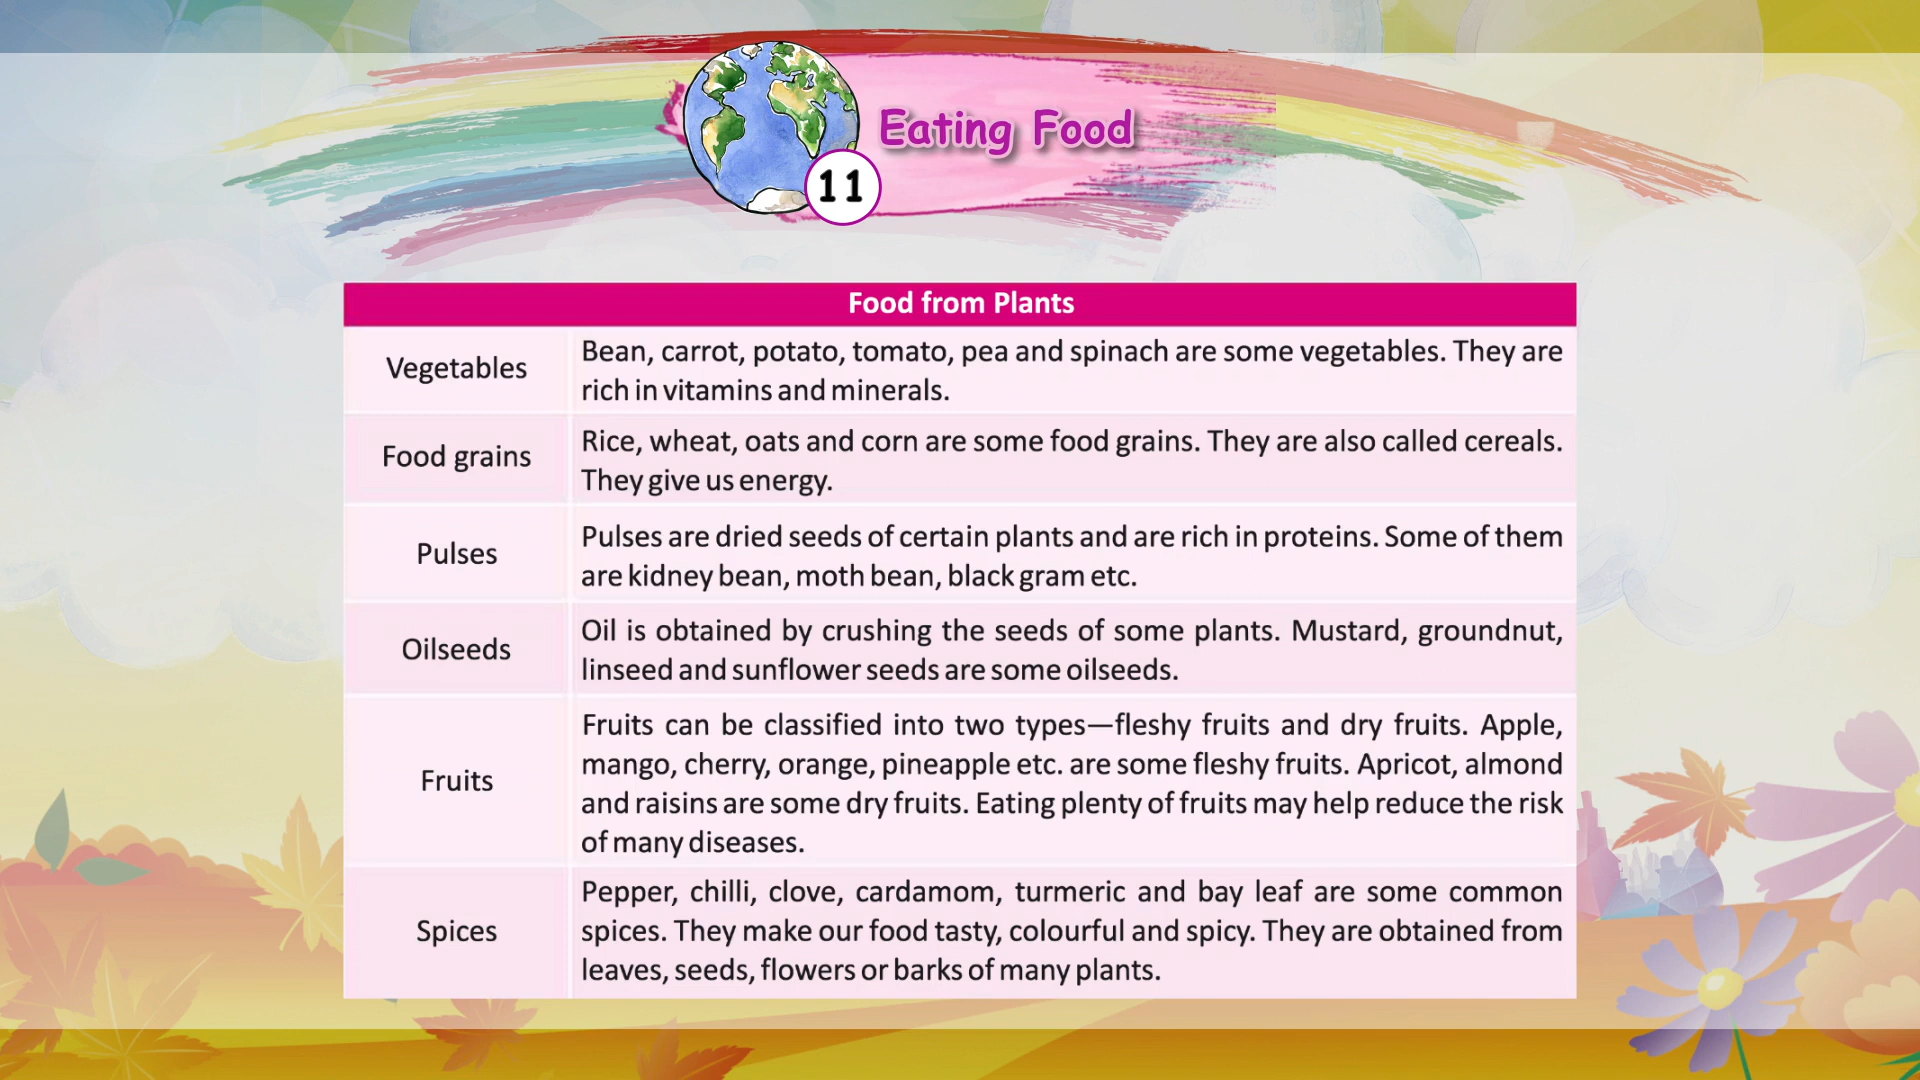 Eating Food
11
Food from Plants
Vegetables
Bean, carrot, potato, tomato, pea and spinach are some vegetables. They are
rich in vitamins and minerals.
Food grains
Rice, wheat, oats and corn are some food grains. They are also called cereals.
They give us energy.
Pulses
Pulses are dried seeds of certain plants and are rich in proteins. Some of them
are kidney bean, moth bean, black gram etc.
Oilseeds
Oil is obtained by crushing the seeds of some plants. Mustard, groundnut,
linseed and sunflower seeds are some oilseeds.
Fruits
Fruits can be classified into two types—fleshy fruits and dry fruits. Apple,
mango, cherry, orange, pineapple etc. are some fleshy fruits. Apricot, almond
and raisins are some dry fruits. Eating plenty of fruits may help reduce the risk
of many diseases.
Spices
Pepper, chilli, clove, cardamom, turmeric and bay leaf are some common
spices. They make our food tasty, colourful and spicy. They are obtained from
leaves, seeds, flowers or barks of many plants.